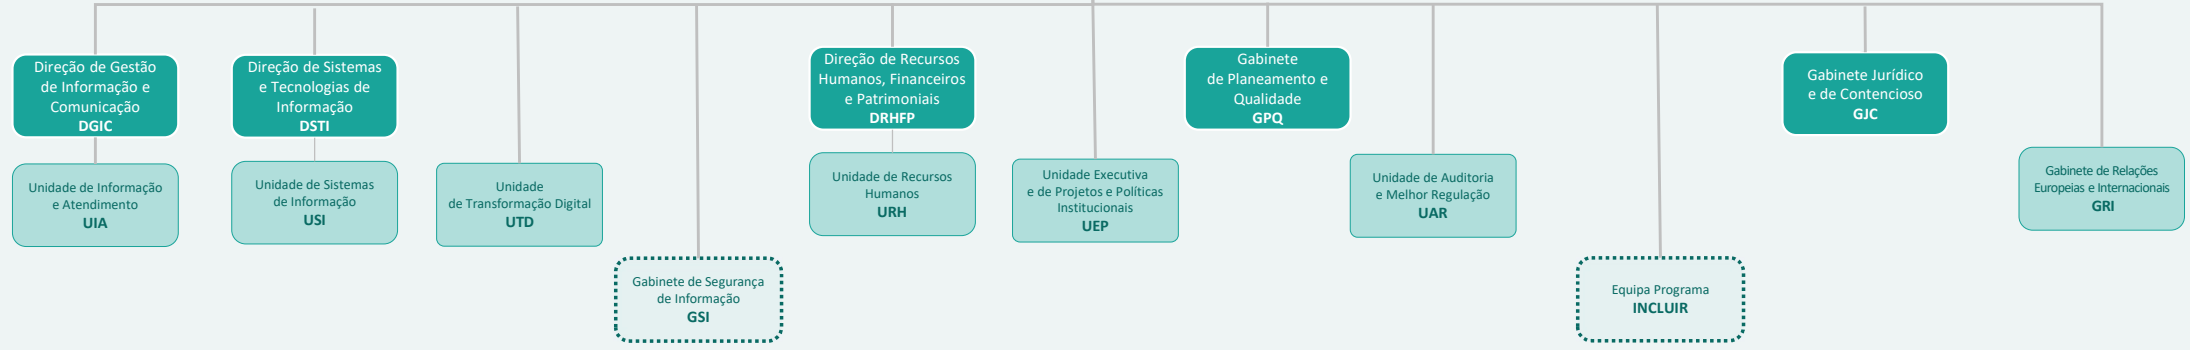 Direção de Gestão
de Informação e
Comunicação
DGIC
Direção de Sistemas
e Tecnologias de
Informação
DSTI
Direção de Recursos
Humanos, Financeiros
e Patrimoniais
DRHFP
Gabinete
de Planeamento e
Qualidade
GPQ
Gabinete Jurídico
e de Contencioso
GJC
Unidade de Informação
e Atendimento
UIA
Unidade de Sistemas
de Informação
USI
Unidade
de Transformação Digital
UTD
Unidade de Recursos
Humanos
URH
Unidade Executiva
e de Projetos e Políticas
Institucionais
UEP
Unidade de Auditoria
e Melhor Regulação
UAR
Gabinete de Relações
Europeias e Internacionais
GRI
Gabinete de Segurança
de Informação
GSI
Equipa Programa
INCLUIR